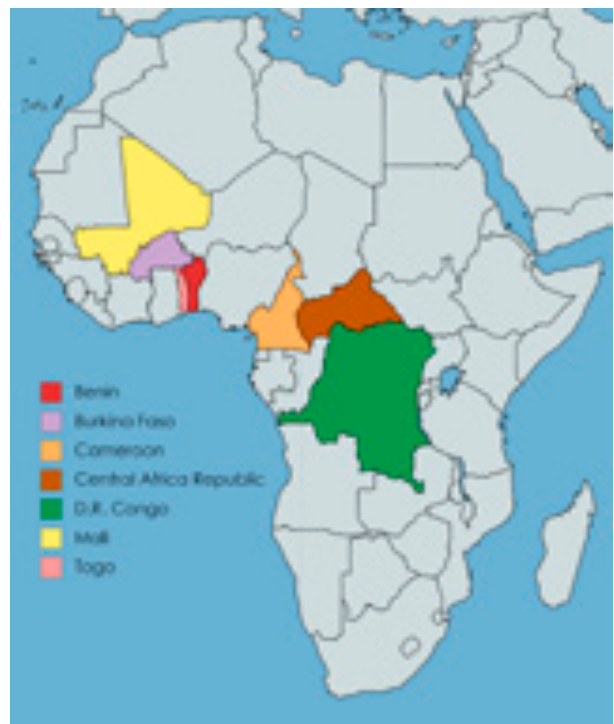 Benin
Burkina Faso
Cameroon
Central Africa Republic
D.R. Congo
Mali
Togo